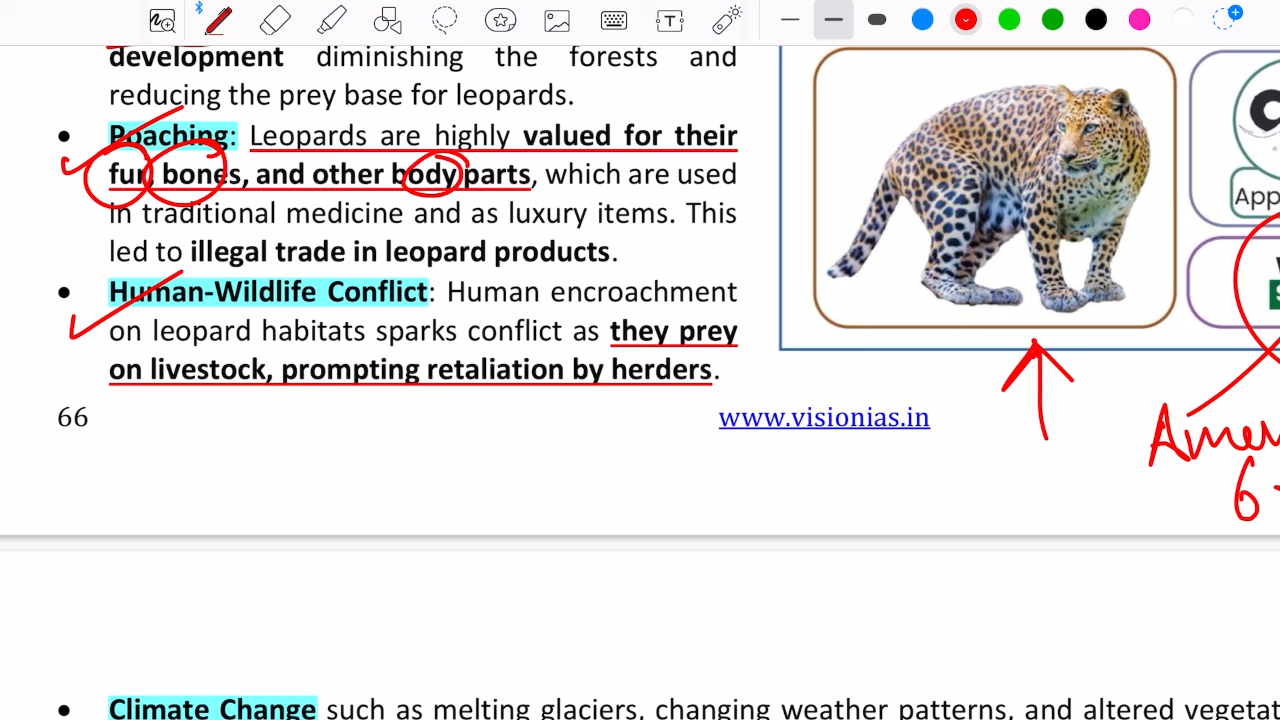 development diminishing the forests and
reducing the prey base for leopards.
• Poaching: Leopards are highly valued for their
fur, bones, and other body parts, which are used
in traditional medicine and as luxury items. This
led to illegal trade in leopard products.
• Human-Wildlife Conflict: Human encroachment
on leopard habitats sparks conflict as they prey
on livestock, prompting retaliation by herders.
App
66
www.visionias.in
6
• Climate Change such as melting glaciers, changing weather patterns, and altered vegetat